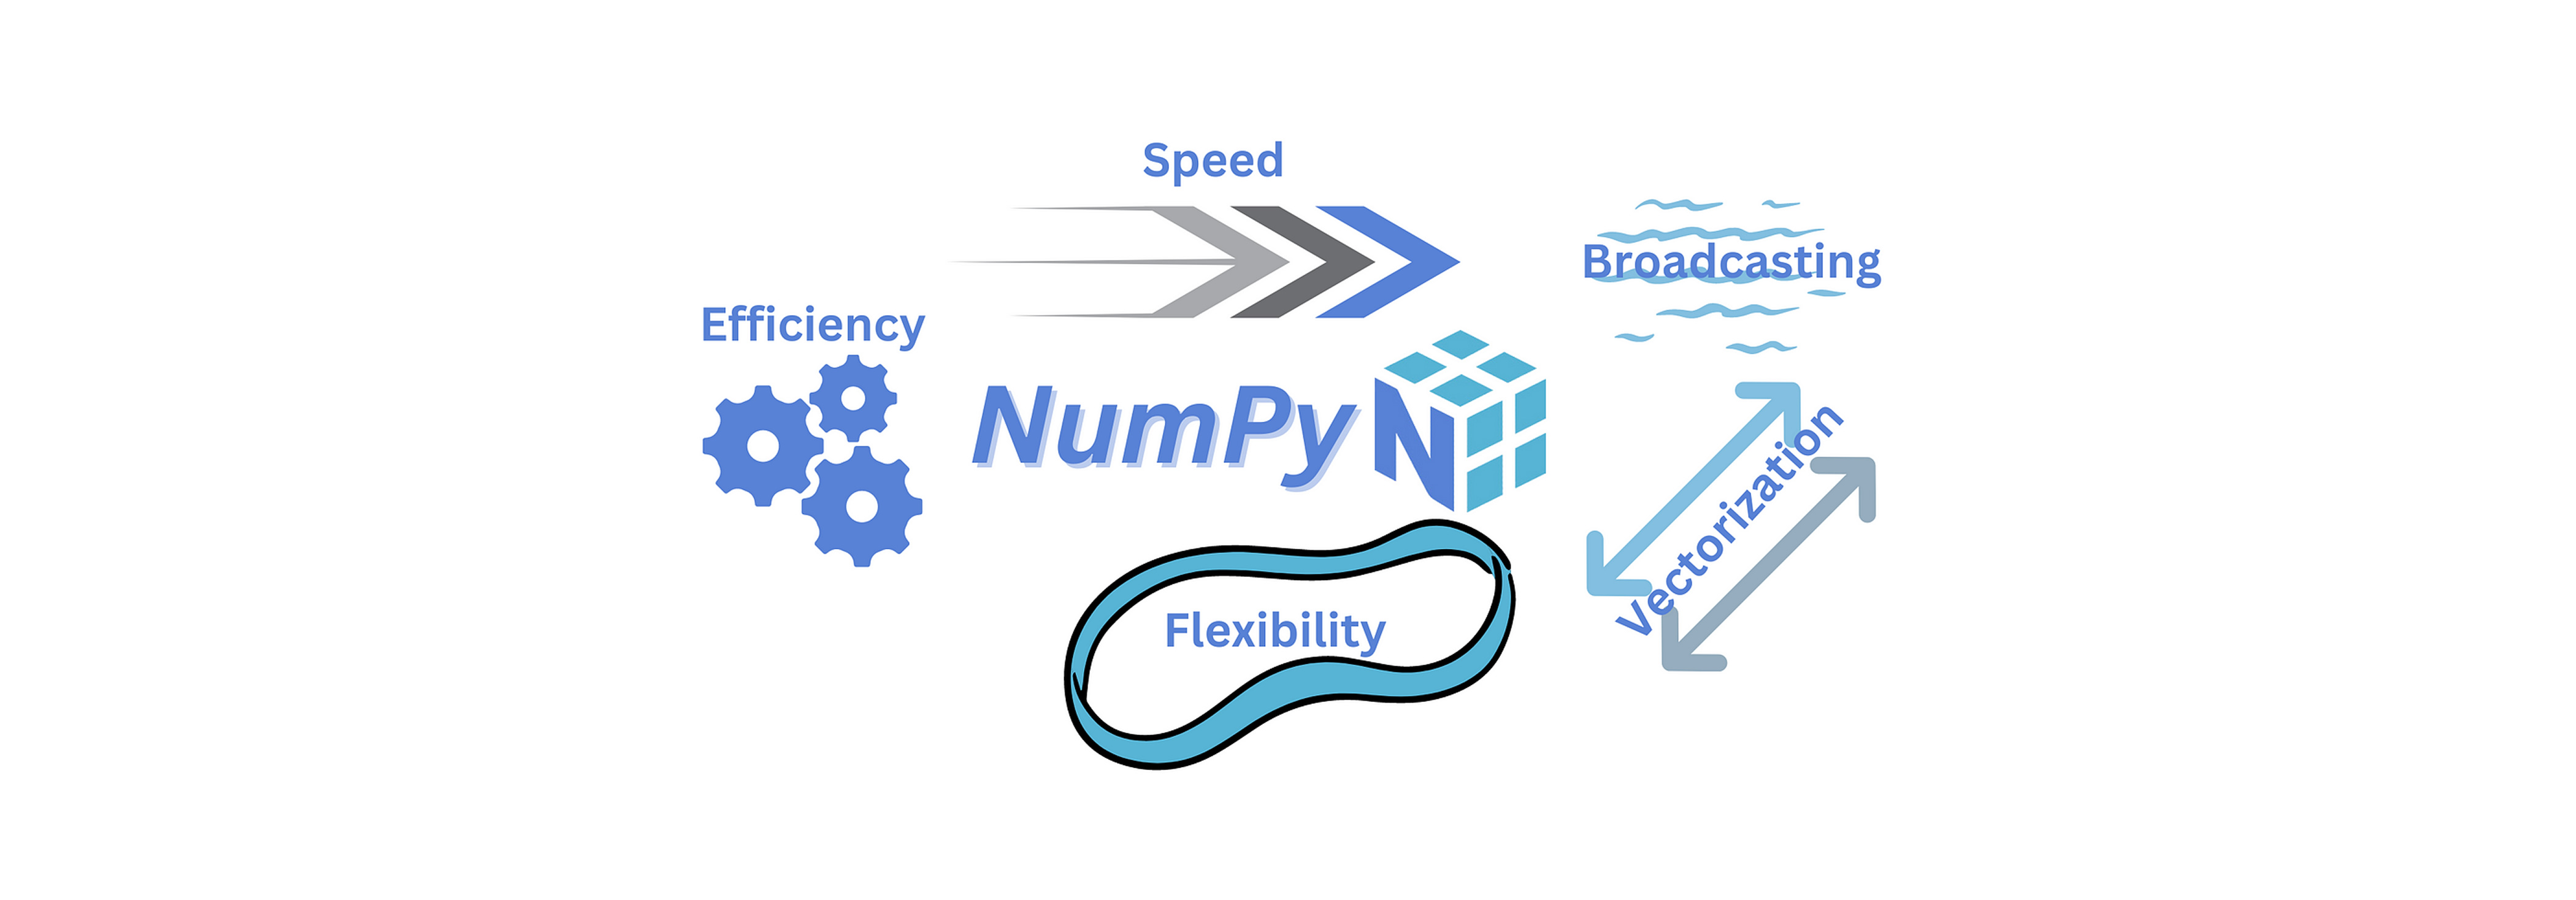 Speed
Broadcasting
Efficiency
NumPy
N
Vectorization
Flexibility